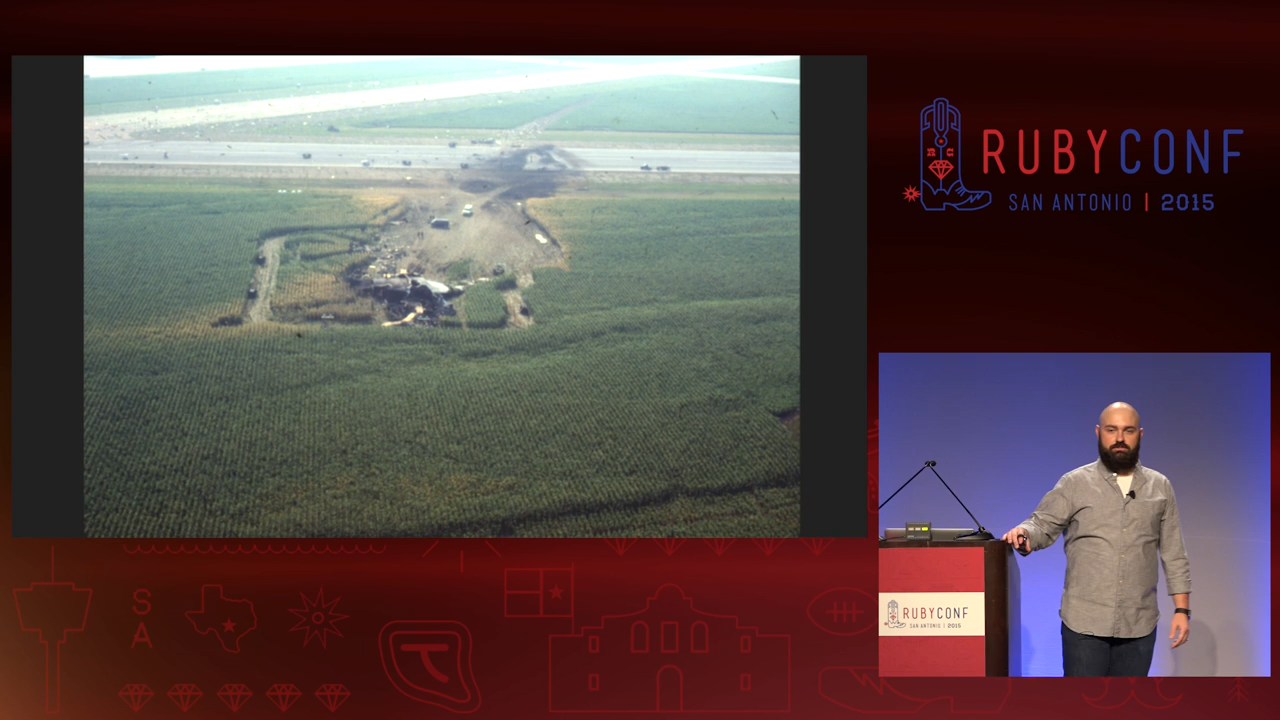 RUBYCONF
SAN ANTONIO | 2015
RUBYCONF
SAN ANTONIO | 2015
S
A